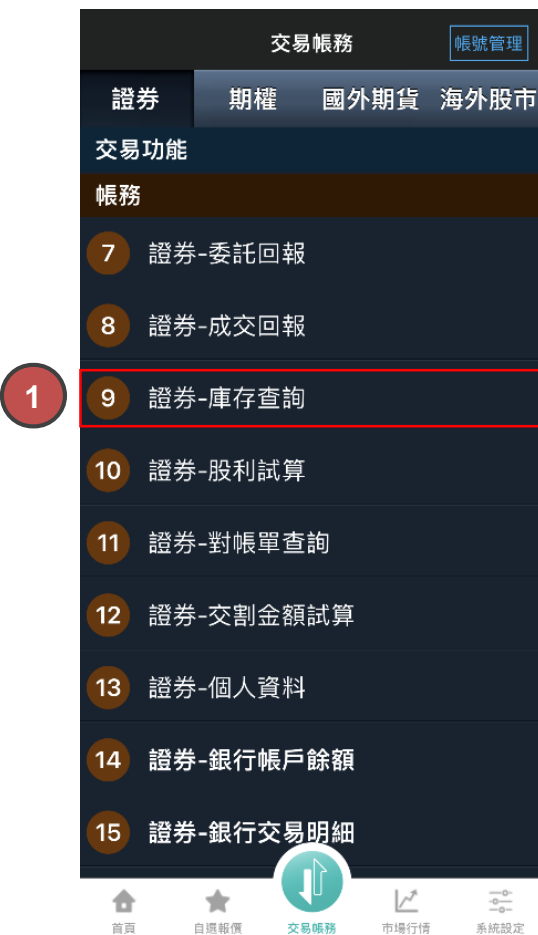 交易帳務
帳號管理
證券 期權 國外期貨 海外股市
交易功能
帳務
7 證券-委託回報
8 證券-成交回報
1
9 證券-庫存查詢
10 證券-股利試算
11 證券-對帳單查詢
12 證券-交割金額試算
13 證券-個人資料
14 證券-銀行帳戶餘額
15 證券-銀行交易明細
首頁 自選報價 交易帳務 市場行情 系統設定